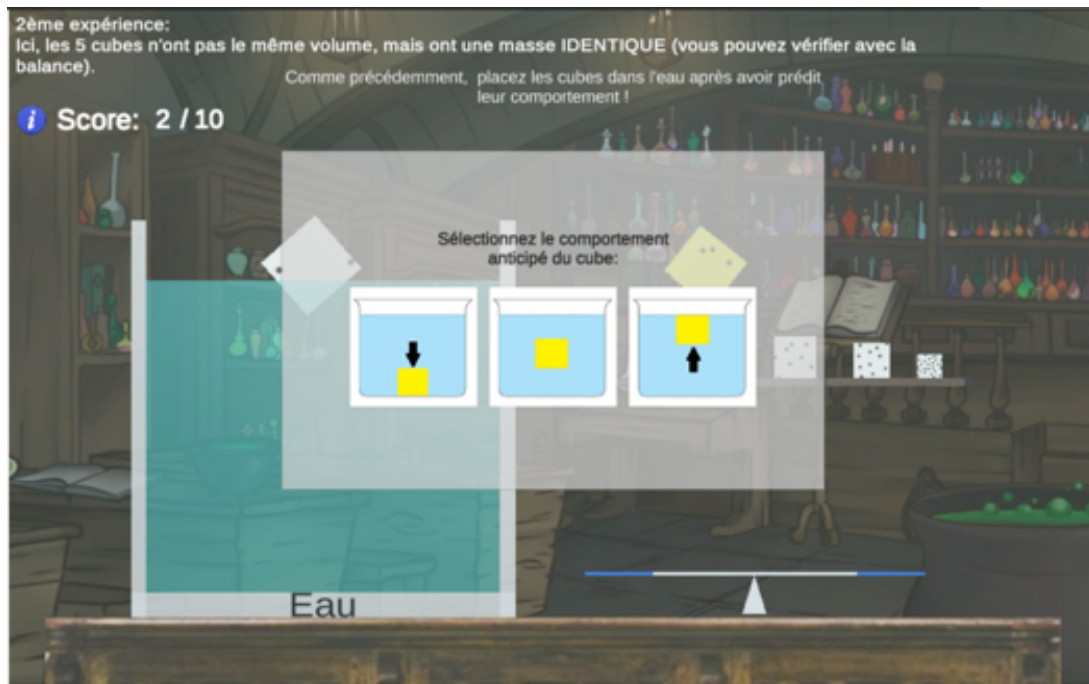 2ème expérience:
Ici, les 5 cubes n'ont pas le même volume, mais ont une masse IDENTIQUE (vous pouvez vérifier avec la
balance).
Comme précédemment, placez les cubes dans l'eau après avoir prédit
leur comportement !
i Score: 2 / 10
Sélectionnez le comportement
anticipé du cube:
Eau